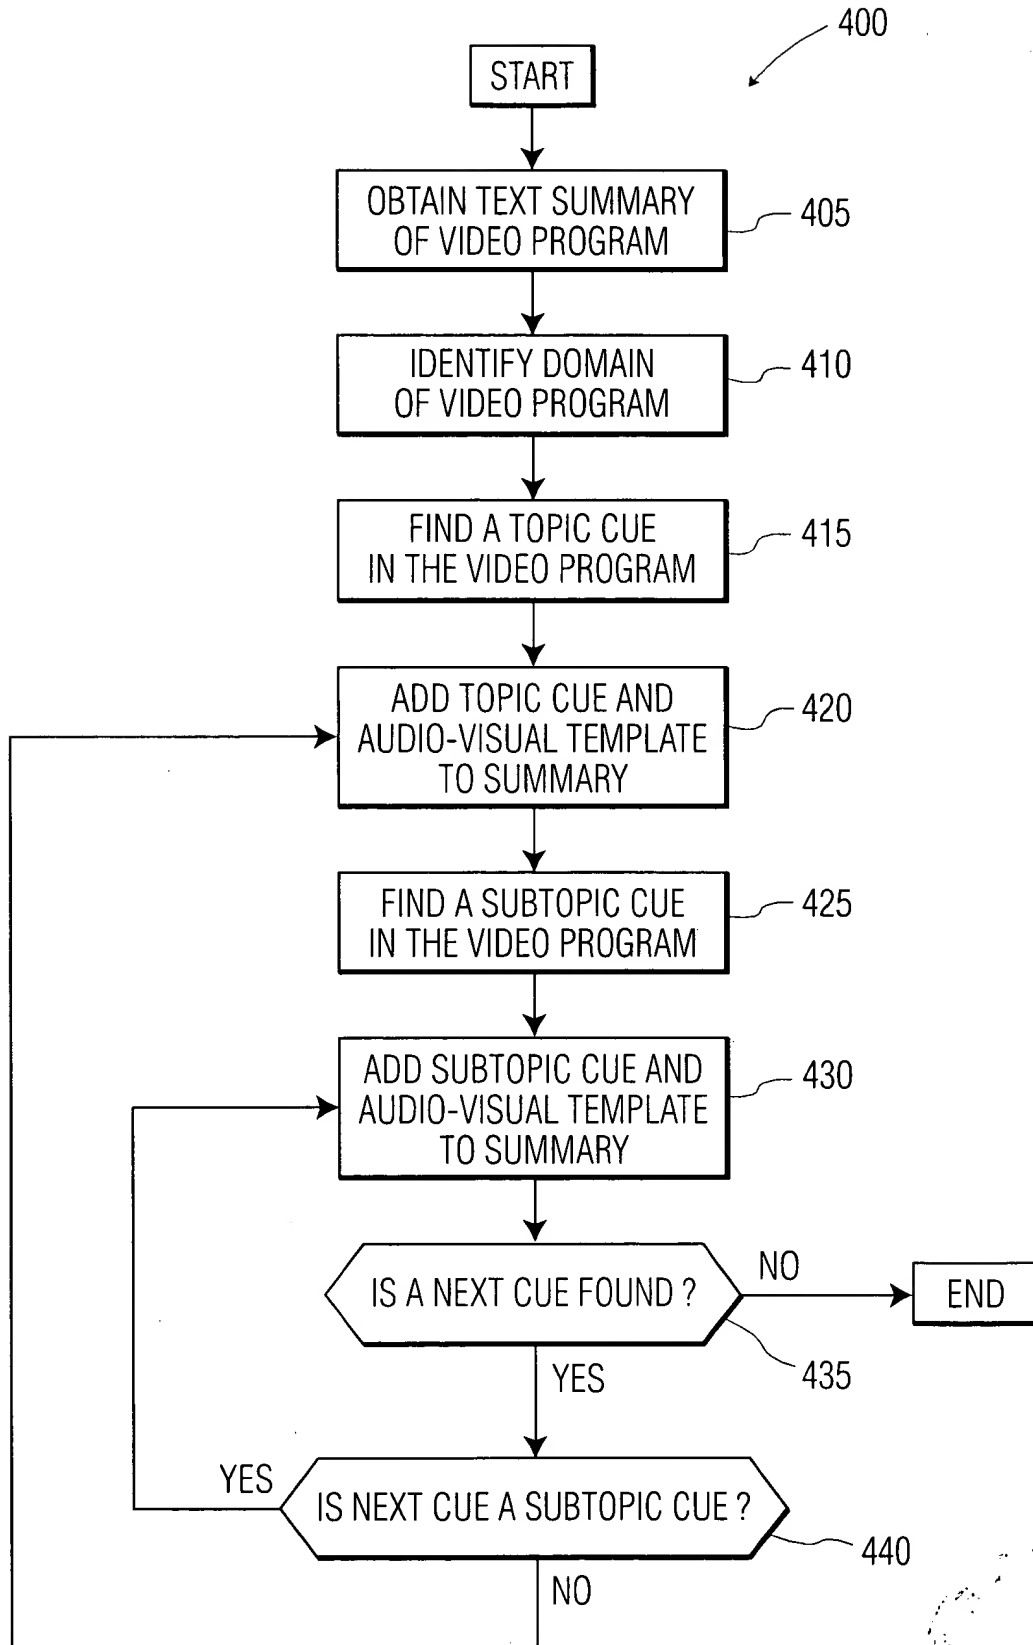 400
START
OBTAIN TEXT SUMMARY
OF VIDEO PROGRAM
405
IDENTIFY DOMAIN
OF VIDEO PROGRAM
410
FIND A TOPIC CUE
IN THE VIDEO PROGRAM
415
ADD TOPIC CUE AND
AUDIO-VISUAL TEMPLATE
TO SUMMARY
420
FIND A SUBTOPIC CUE
IN THE VIDEO PROGRAM
425
ADD SUBTOPIC CUE AND
AUDIO-VISUAL TEMPLATE
TO SUMMARY
430
IS A NEXT CUE FOUND ?
NO
END
435
YES
IS NEXT CUE A SUBTOPIC CUE ?
YES
440
NO